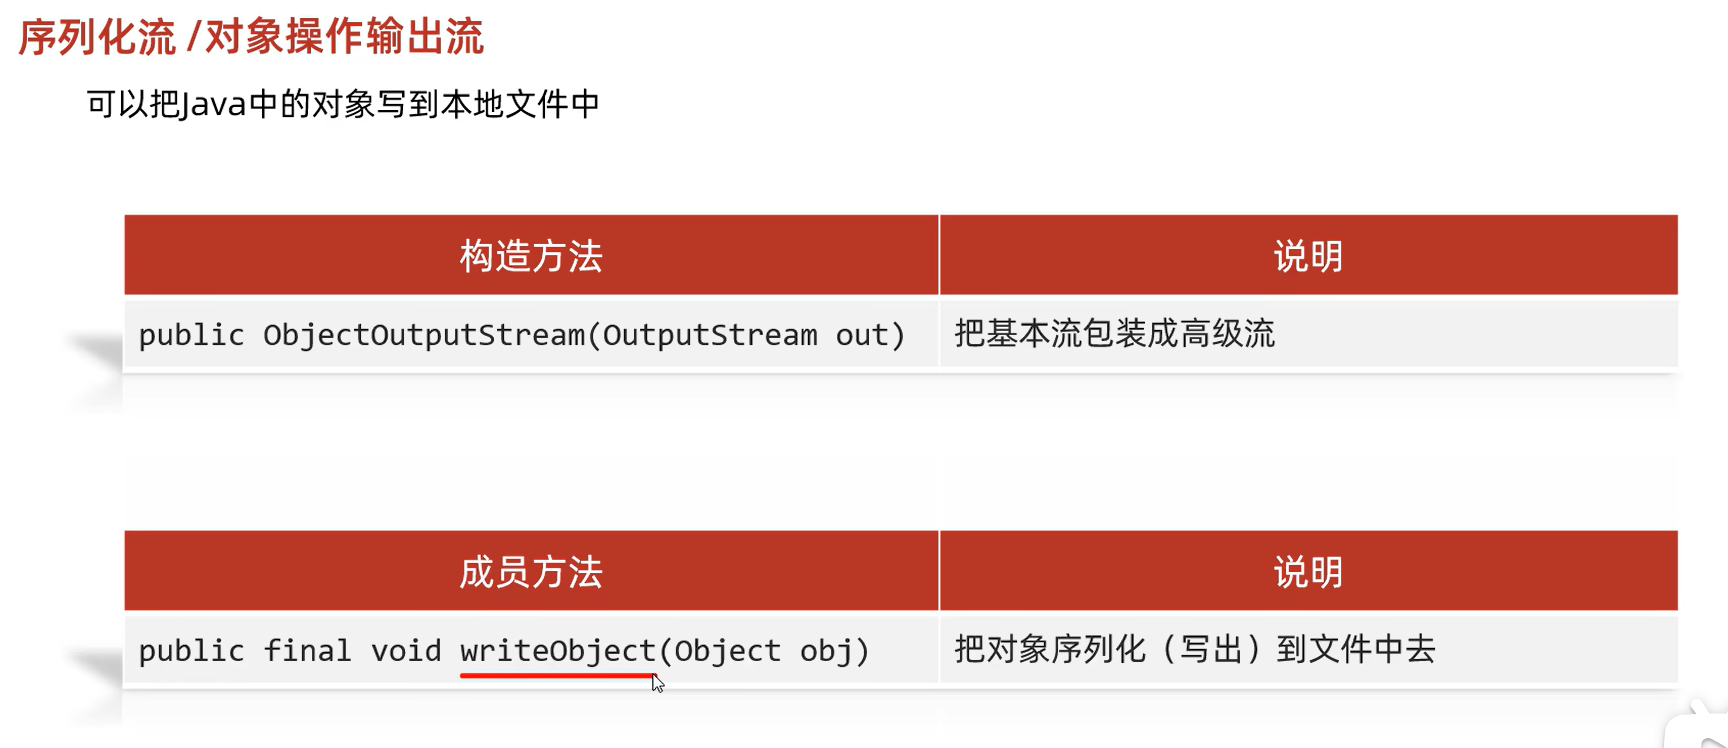 序列化流 /对象操作输出流
可以把Java中的对象写到本地文件中
构造方法 说明
public ObjectOutputStream(OutputStream out) 把基本流包装成高级流
成员方法 说明
public final void writeObject(Object obj) 把对象序列化（写出）到文件中去